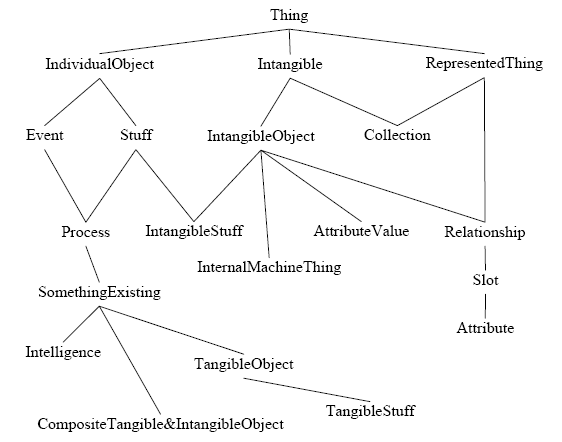 Thing
IndividualObject
Intangible
RepresentedThing
Event
Stuff
IntangibleObject
Collection
Process
IntangibleStuff
AttributeValue
Relationship
InternalMachineThing
Slot
SomethingExisting
Attribute
Intelligence
TangibleObject
TangibleStuff
CompositeTangible&IntangibleObject